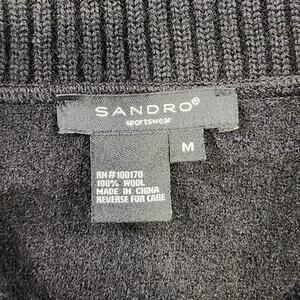 SANDRO®
sportswear
M
RN#100170
100% WOOL
MADE IN CHINA
REVERSE FOR CARE